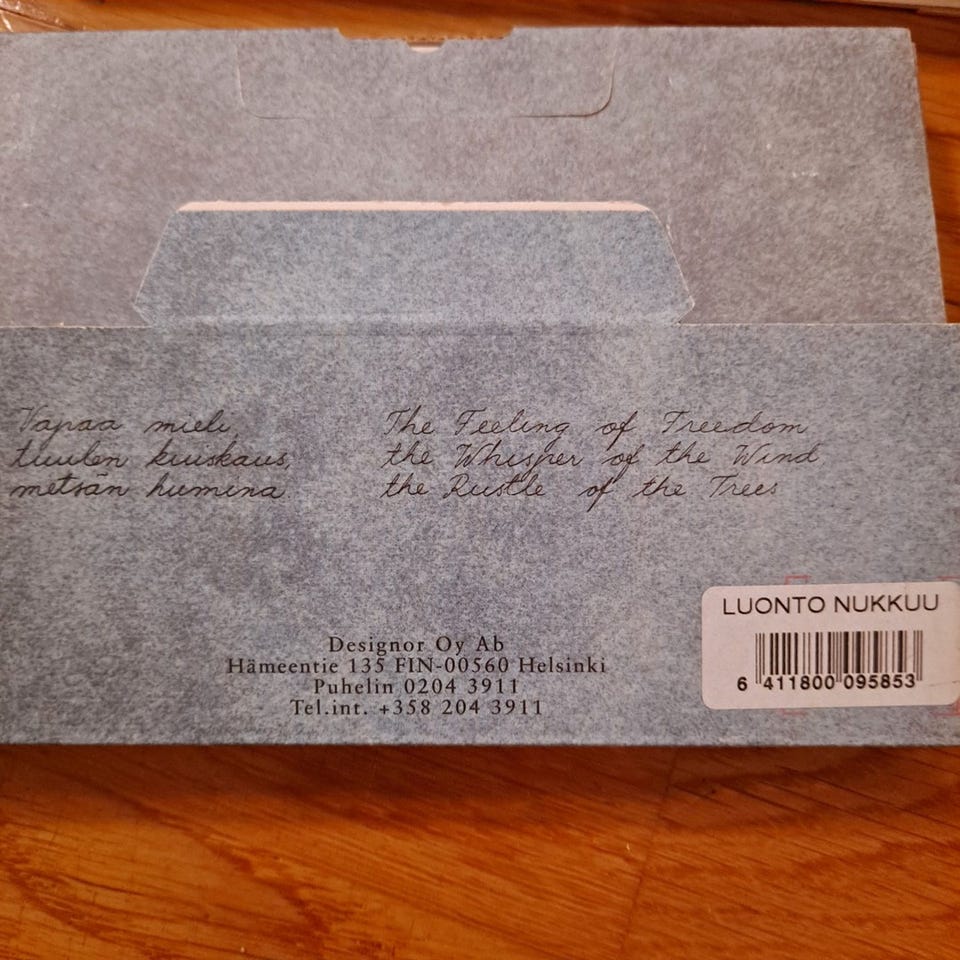 Vapaa mieli
tuulen kuiskaus,
metsän humina
The Feeling of Freedom
the Whisper of the Wind
the Rustle of the Trees
Designor Oy Ab
Hämeentie 135 FIN-00560 Helsinki
Puhelin 0204 3911
Tel.int. +358 204 3911
LUONTO NUKKUU
6 411800 095853